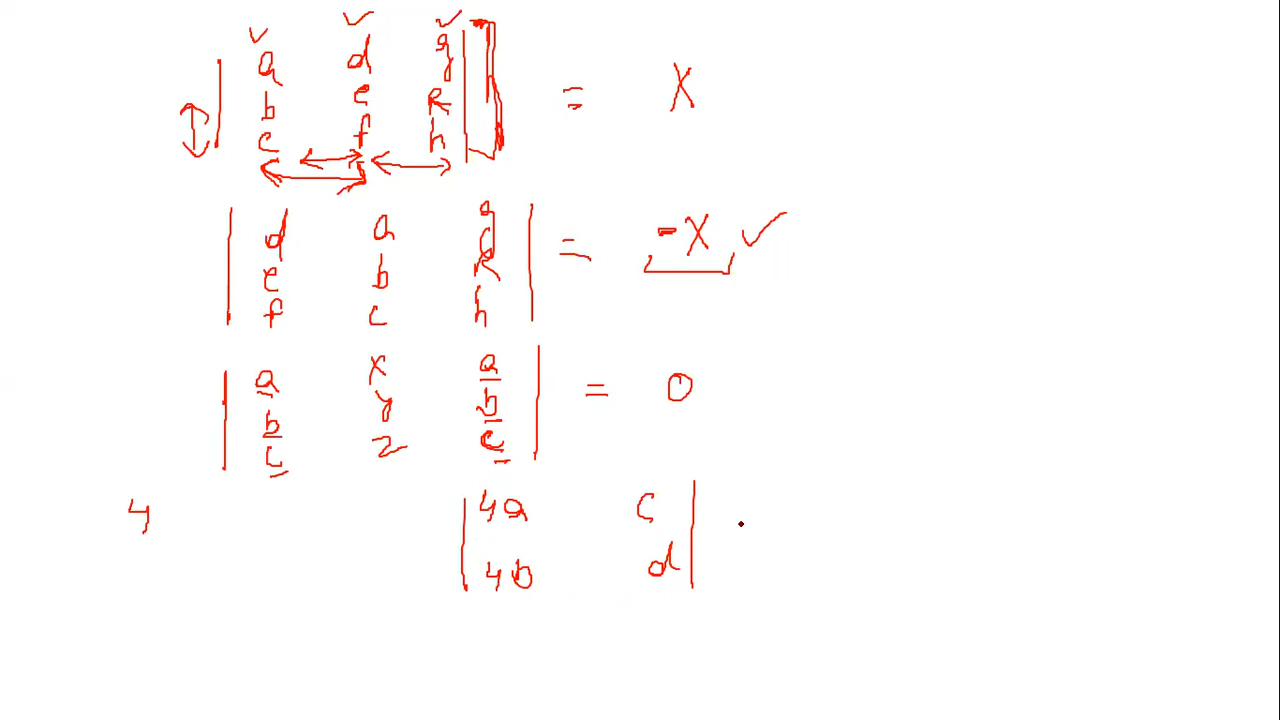 a d g
b e k = X
c f h
d a g
e b k = -X ✓
f c h
a x a
b y b = 0
c z c
4 4a c
4b d